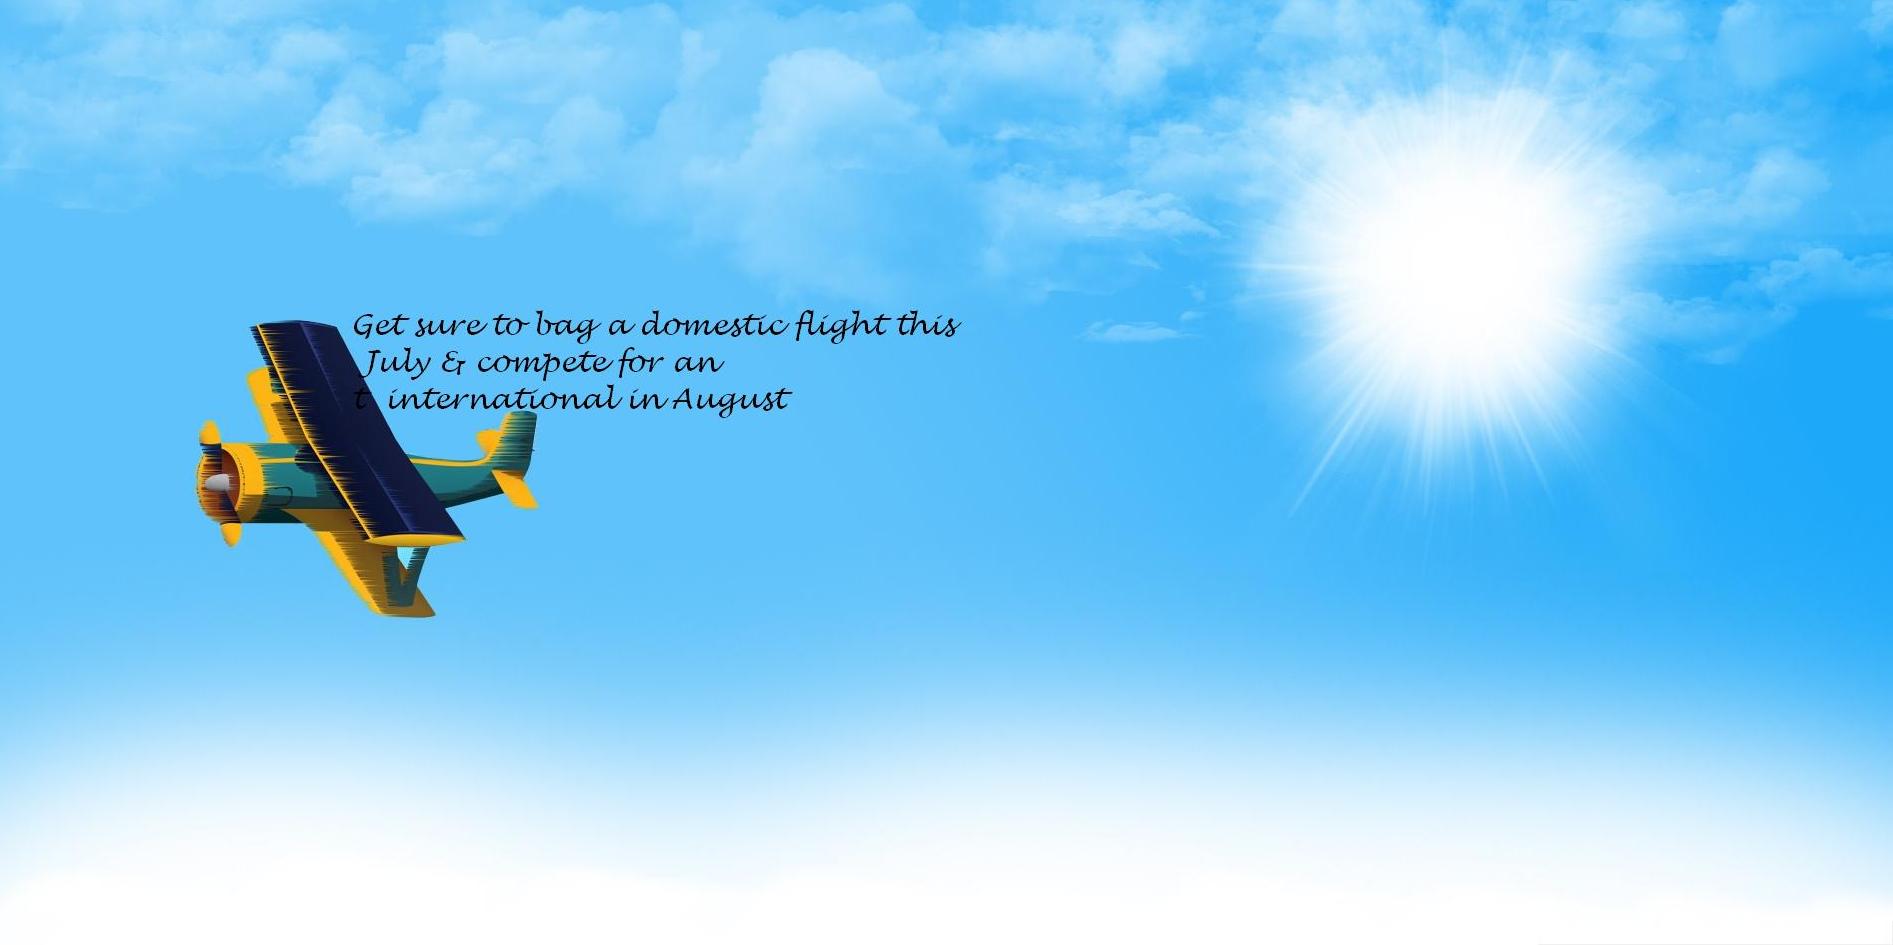 Get sure to bag a domestic flight this
July & compete for an
t international in August